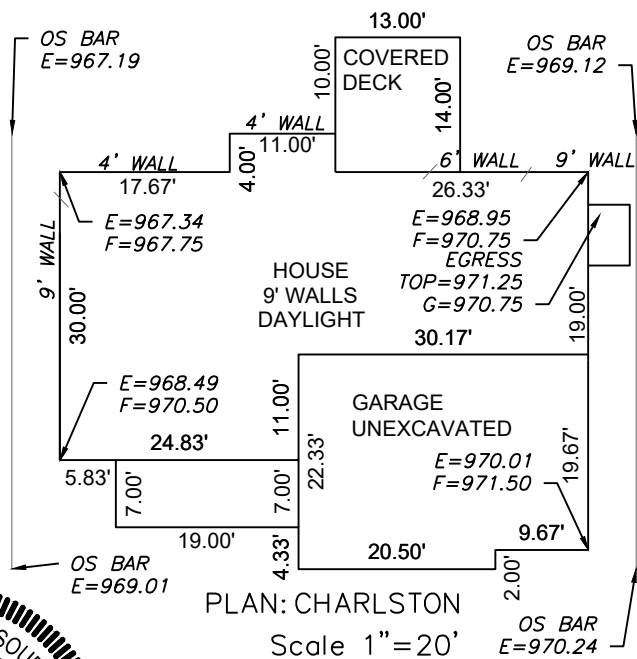 13.00'
OS BAR
E=967.19
COVERED
DECK
10.00'
14.00'
OS BAR
E=969.12
4' WALL
11.00'
4.00'
4' WALL
17.67'
6' WALL
26.33'
9' WALL
E=967.34
F=967.75
E=968.95
F=970.75
EGRESS
TOP=971.25
G=970.75
9' WALL
30.00'
HOUSE
9' WALLS
DAYLIGHT
19.00'
30.17'
E=968.49
F=970.50
11.00'
22.33'
GARAGE
UNEXCAVATED
E=970.01
F=971.50
19.67'
24.83'
5.83'
7.00'
7.00'
19.00'
4.33'
9.67'
20.50'
2.00'
OS BAR
E=969.01
PLAN: CHARLSTON
Scale 1"=20'
OS BAR
E=970.24
SOU